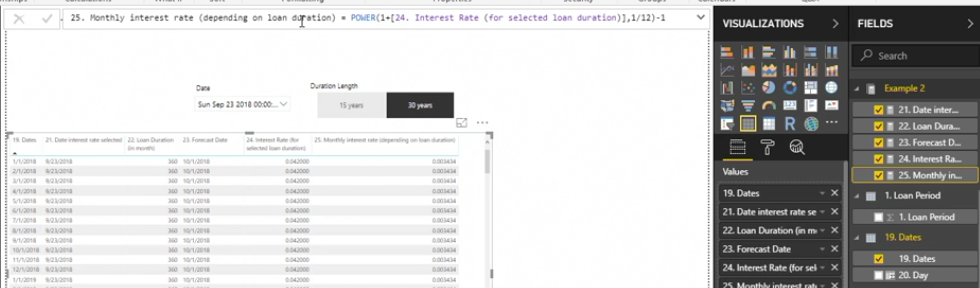 25. Monthly interest rate (depending on loan duration) = POWER(1+[24. Interest Rate (for selected loan duration)],1/12)-1
VISUALIZATIONS
FIELDS
Search
Date
Sun Sep 23 2018 00:00:...
Duration Length
15 years
30 years
Example 2
21. Date inter...
22. Loan Dura...
23. Forecast D...
24. Interest Ra...
25. Monthly in...
1. Loan Period
1. Loan Period
19. Dates
19. Dates
20. Day
Values
19. Dates
21. Date interest rate se
22. Loan Duration (in m
23. Forecast Date
24. Interest Rate (for sel
25. Monthly interest rat
19. Dates 21. Date interest rate selected 22. Loan Duration (in month) 23. Forecast Date 24. Interest Rate (for selected loan duration) 25. Monthly interest rate (depending on loan duration)
1/1/2018 9/23/2018 360 10/1/2018 0.042000 0.003434
2/1/2018 9/23/2018 360 10/1/2018 0.042000 0.003434
3/1/2018 9/23/2018 360 10/1/2018 0.042000 0.003434
4/1/2018 9/23/2018 360 10/1/2018 0.042000 0.003434
5/1/2018 9/23/2018 360 10/1/2018 0.042000 0.003434
6/1/2018 9/23/2018 360 10/1/2018 0.042000 0.003434
7/1/2018 9/23/2018 360 10/1/2018 0.042000 0.003434
8/1/2018 9/23/2018 360 10/1/2018 0.042000 0.003434
9/1/2018 9/23/2018 360 10/1/2018 0.042000 0.003434
10/1/2018 9/23/2018 360 10/1/2018 0.042000 0.003434
11/1/2018 9/23/2018 360 10/1/2018 0.042000 0.003434
12/1/2018 9/23/2018 360 10/1/2018 0.042000 0.003434
1/1/2019 9/23/2018 360 10/1/2018 0.042000 0.003434